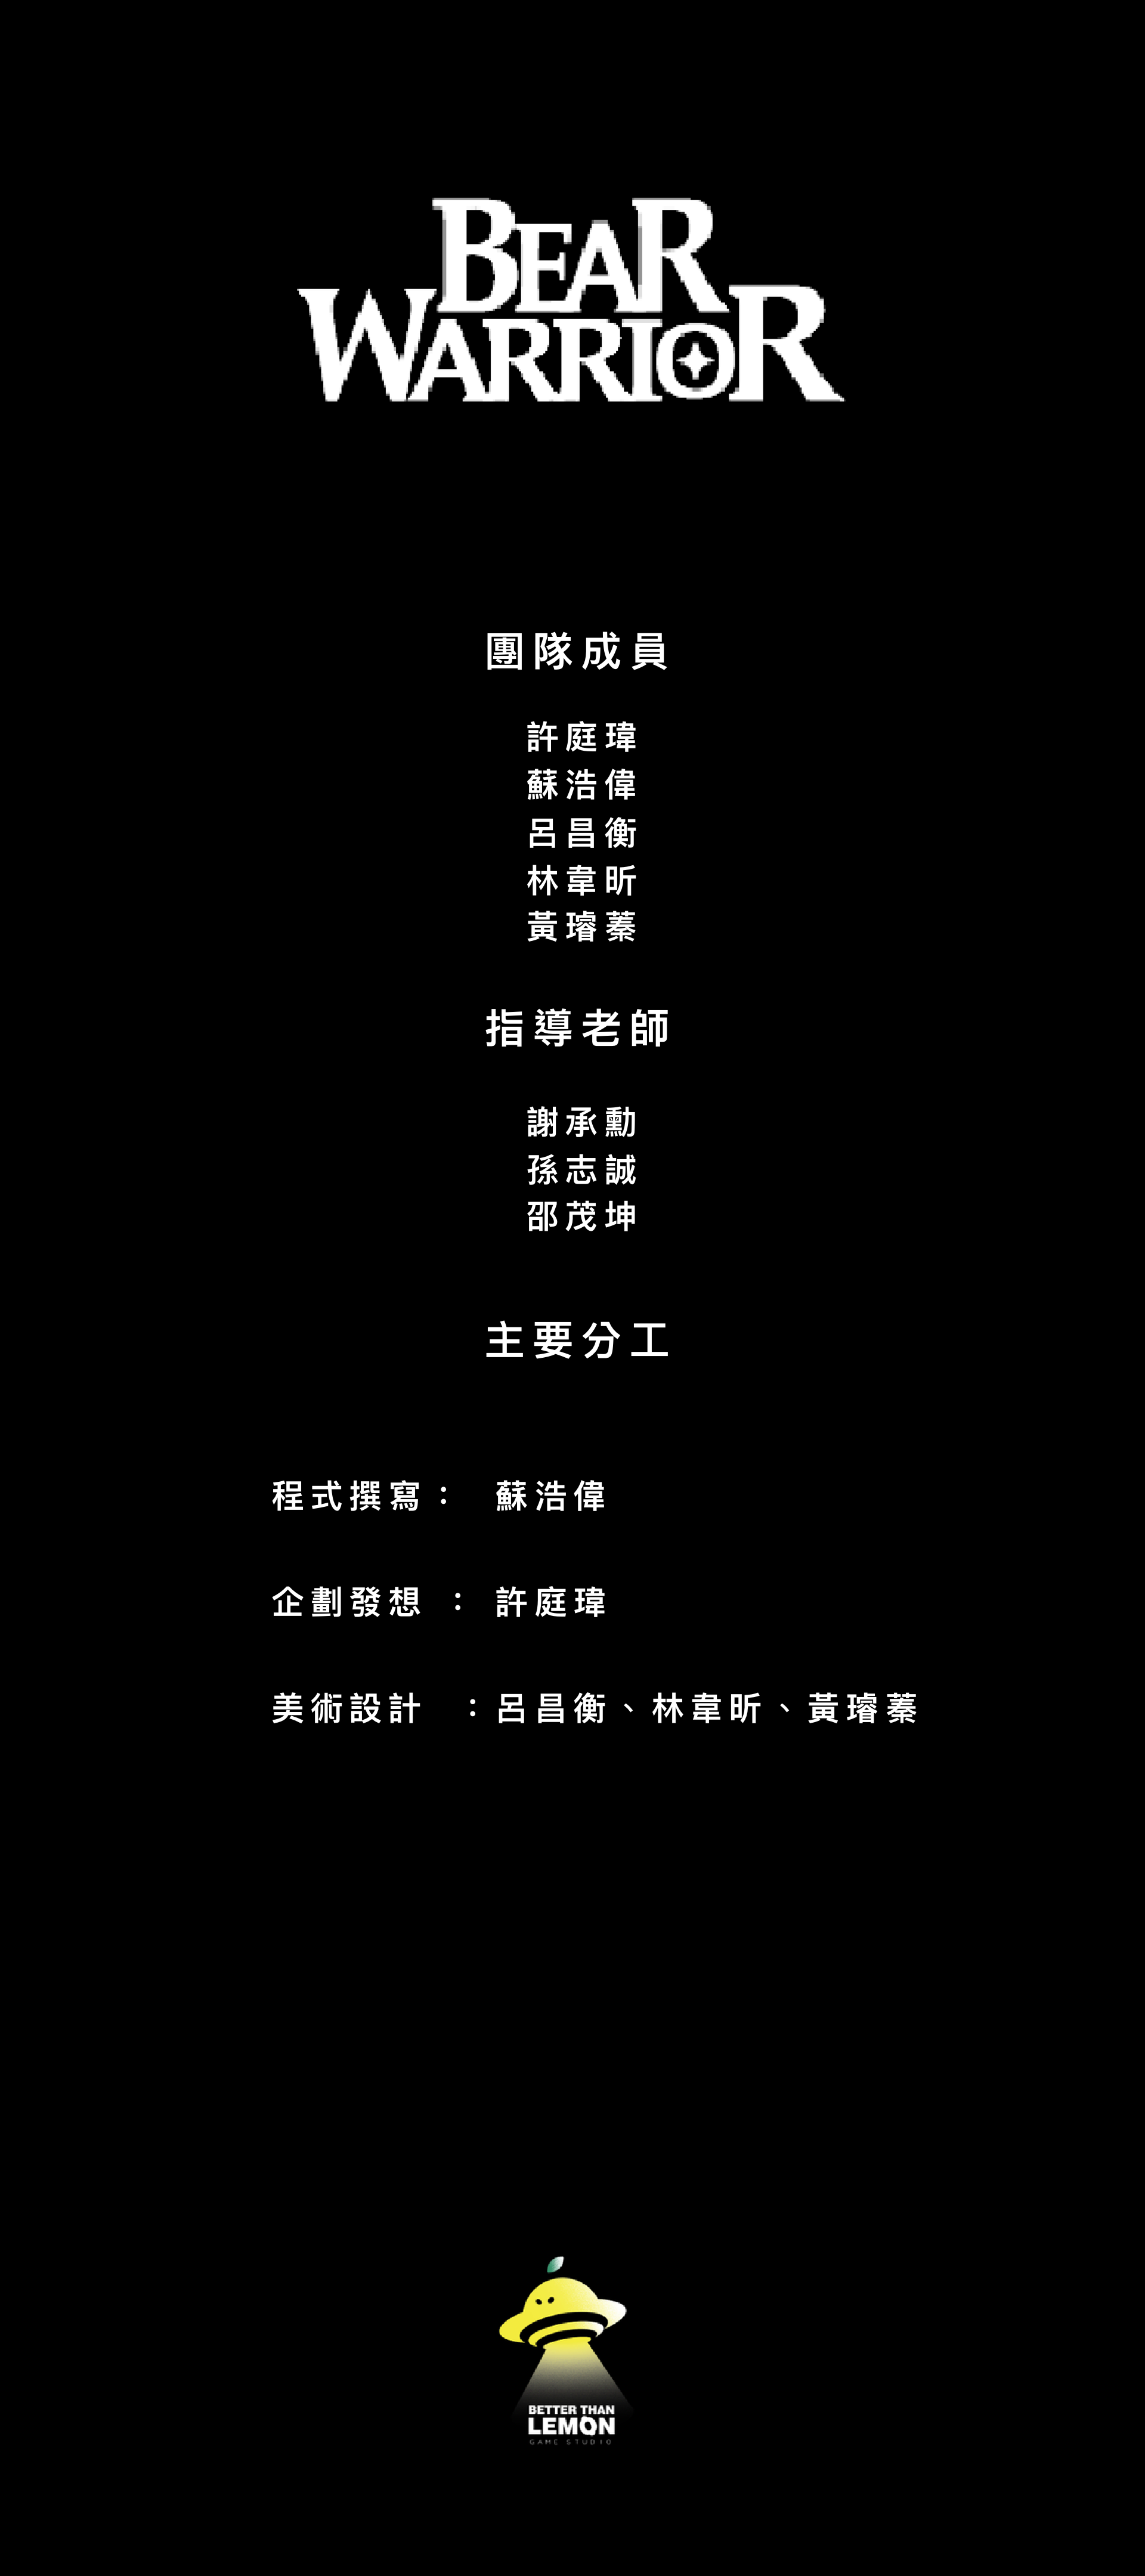 BEAR
WARRIOR
團隊成員
許庭瑋
蘇浩偉
呂昌衡
林韋昕
黃璿蓁
指導老師
謝承勳
孫志誠
邵茂坤
主要分工
程式撰寫： 蘇浩偉
企劃發想 ： 許庭瑋
美術設計 ：呂昌衡、林韋昕、黃璿蓁
BETTER THAN
LEMON
GAME STUDIO